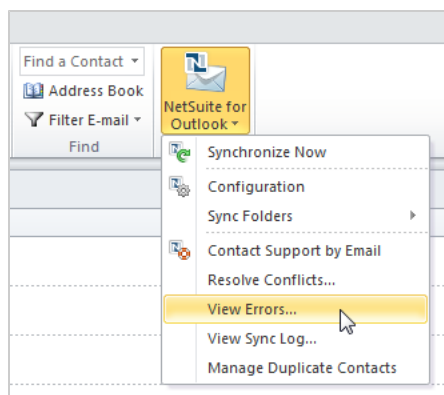 Find a Contact
Address Book
Filter E-mail
Find
NetSuite for
Outlook
Synchronize Now
Configuration
Sync Folders
Contact Support by Email
Resolve Conflicts...
View Errors...
View Sync Log...
Manage Duplicate Contacts